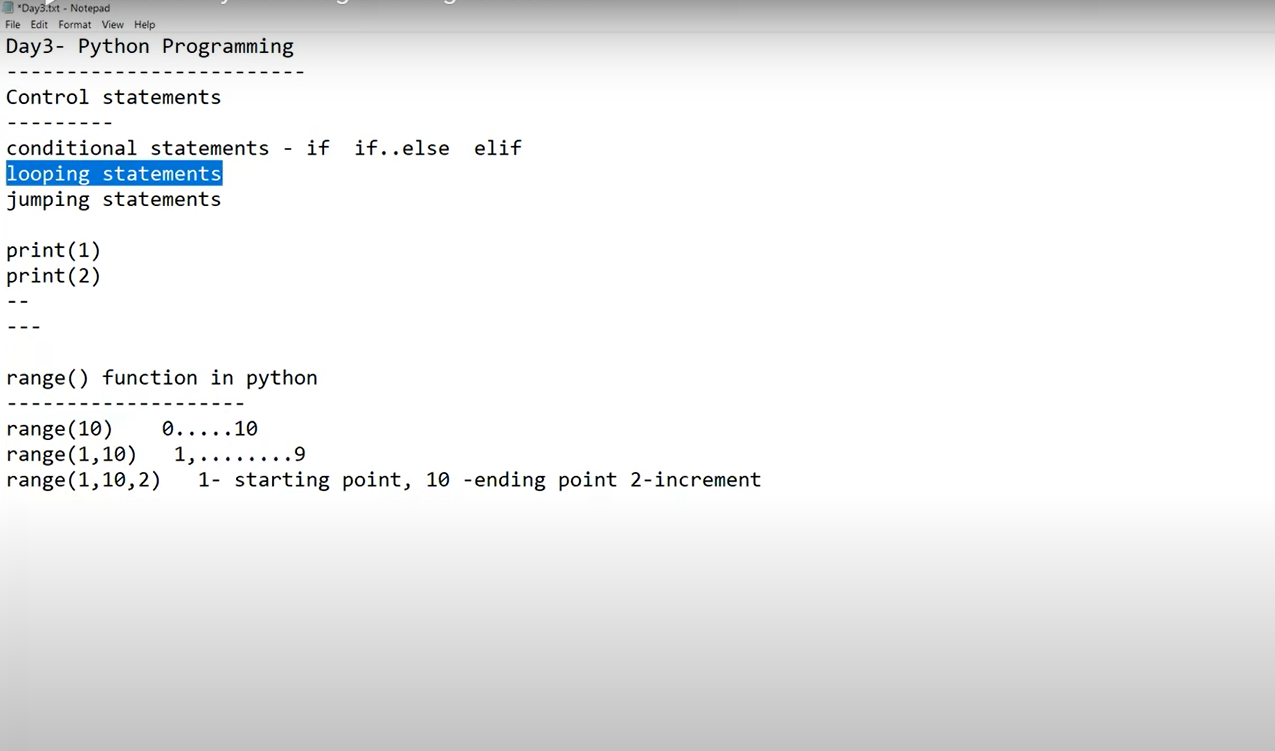 *Day3.txt - Notepad
File Edit Format View Help
Day3- Python Programming
-------------------------
Control statements
---------
conditional statements - if  if..else  elif
looping statements
jumping statements
print(1)
print(2)
--
---
range() function in python
--------------------
range(10)    0.....10
range(1,10)   1,........9
range(1,10,2)   1- starting point, 10 -ending point 2-increment